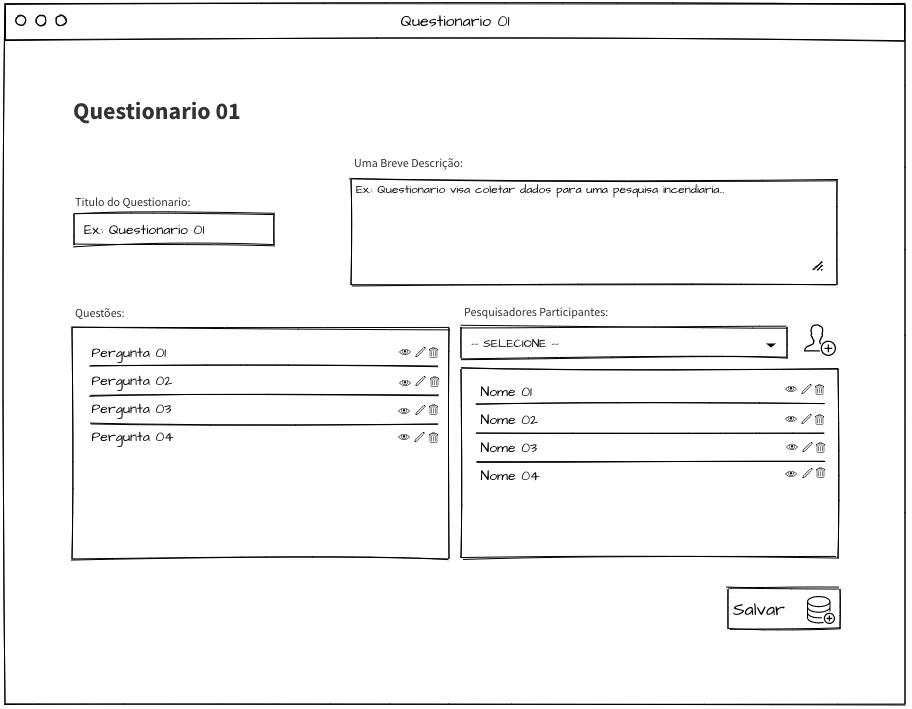 Questionario 01
Questionario 01
Uma Breve Descrição:
Ex.: Questionario visa coletar dados para uma pesquisa incendiaria...
Titulo do Questionario:
Ex.: Questionario 01
Questões:
Pergunta 01
Pergunta 02
Pergunta 03
Pergunta 04
Pesquisadores Participantes:
-- SELECIONE --
Nome 01
Nome 02
Nome 03
Nome 04
Salvar